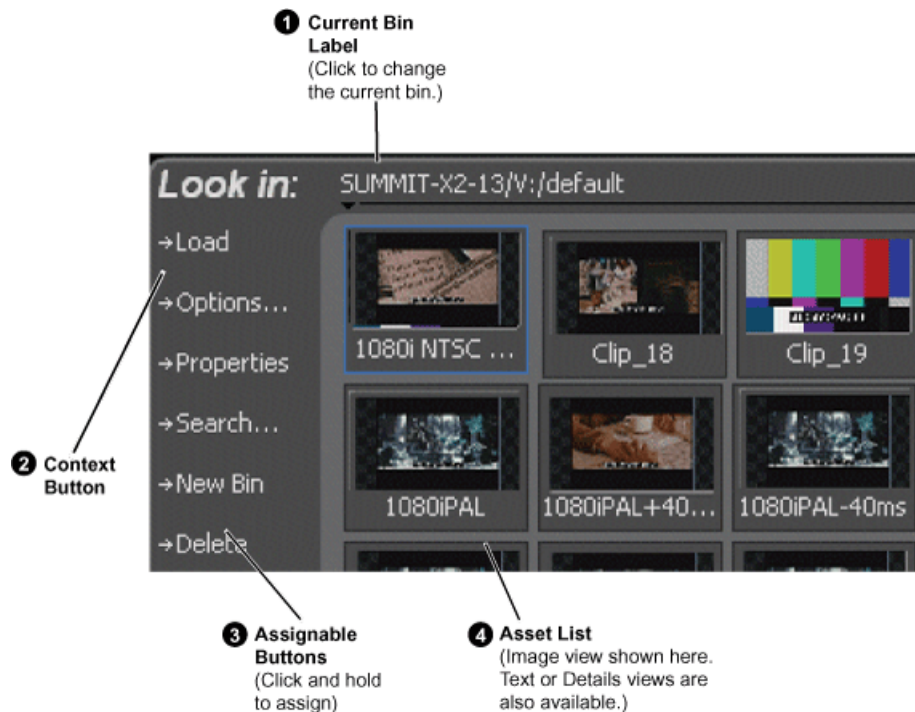 1 Current Bin
Label
(Click to change
the current bin.)
Look in:
SUMMIT-X2-13/V:/default
→Load
→Options...
→Properties
→Search...
→New Bin
→Delete
1080i NTSC ...
Clip_18
Clip_19
1080iPAL
1080iPAL+40...
1080iPAL-40ms
2 Context
Button
3 Assignable
Buttons
(Click and hold
to assign)
4 Asset List
(Image view shown here.
Text or Details views are
also available.)